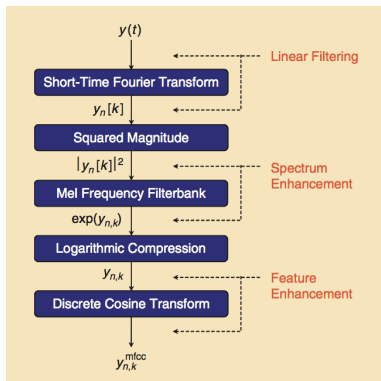 y(t)
Linear Filtering
Short-Time Fourier Transform
yₙ[k]
Squared Magnitude
|yₙ[k]|²
Spectrum
Enhancement
Mel Frequency Filterbank
exp(yₙ,ₖ)
Logarithmic Compression
yₙ,ₖ
Feature
Enhancement
Discrete Cosine Transform
yₙ,ₖ^mfcc